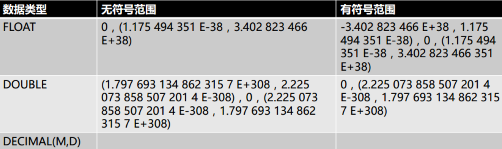 数据类型 无符号范围 有符号范围
FLOAT
0，(1.175 494 351 E-38，3.402 823 466
E+38)
-3.402 823 466 E+38，1.175
494 351 E-38)，0，(1.175 494
351 E-38，3.402 823 466 351
E+38)
DOUBLE
(1.797 693 134 862 315 7 E+308，2.225
073 858 507 201 4 E-308)，0，(2.225 073
858 507 201 4 E-308，1.797 693 134 862
315 7 E+308)
0，(2.225 073 858 507 201 4
E-308，1.797 693 134 862 315
7 E+308)
DECIMAL(M,D)